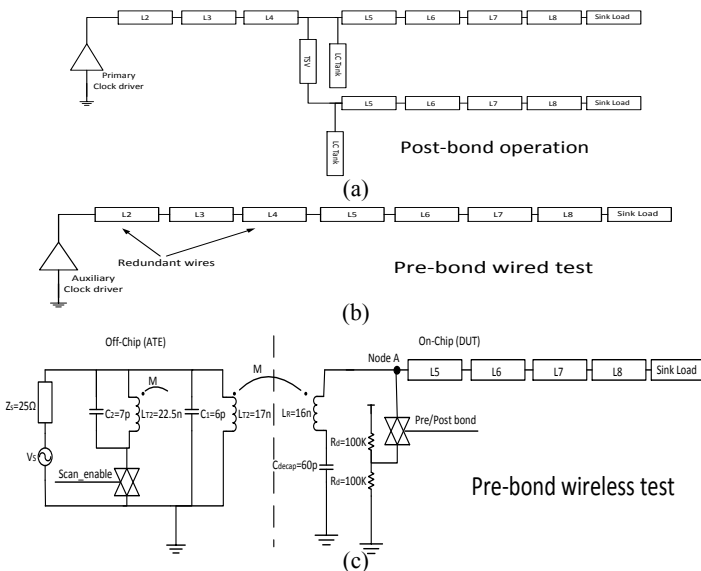 L2 L3 L4 L5 L6 L7 L8 Sink Load
Primary
Clock driver
TSV
LC Tank
L5 L6 L7 L8 Sink Load
LC Tank
Post-bond operation
(a)
L2 L3 L4 L5 L6 L7 L8 Sink Load
Redundant wires
Auxiliary
Clock driver
Pre-bond wired test
(b)
Off-Chip (ATE)
On-Chip (DUT)
M
Node A
M
L5 L6 L7 L8 Sink Load
Zs=25Ω
C2=7p
LT2=22.5n
C1=6p
LT2=17n
LR=16n
Pre/Post bond
Rd=100K
Vs
Scan_enable
Cdecap=60p
Rd=100K
Pre-bond wireless test
(c)